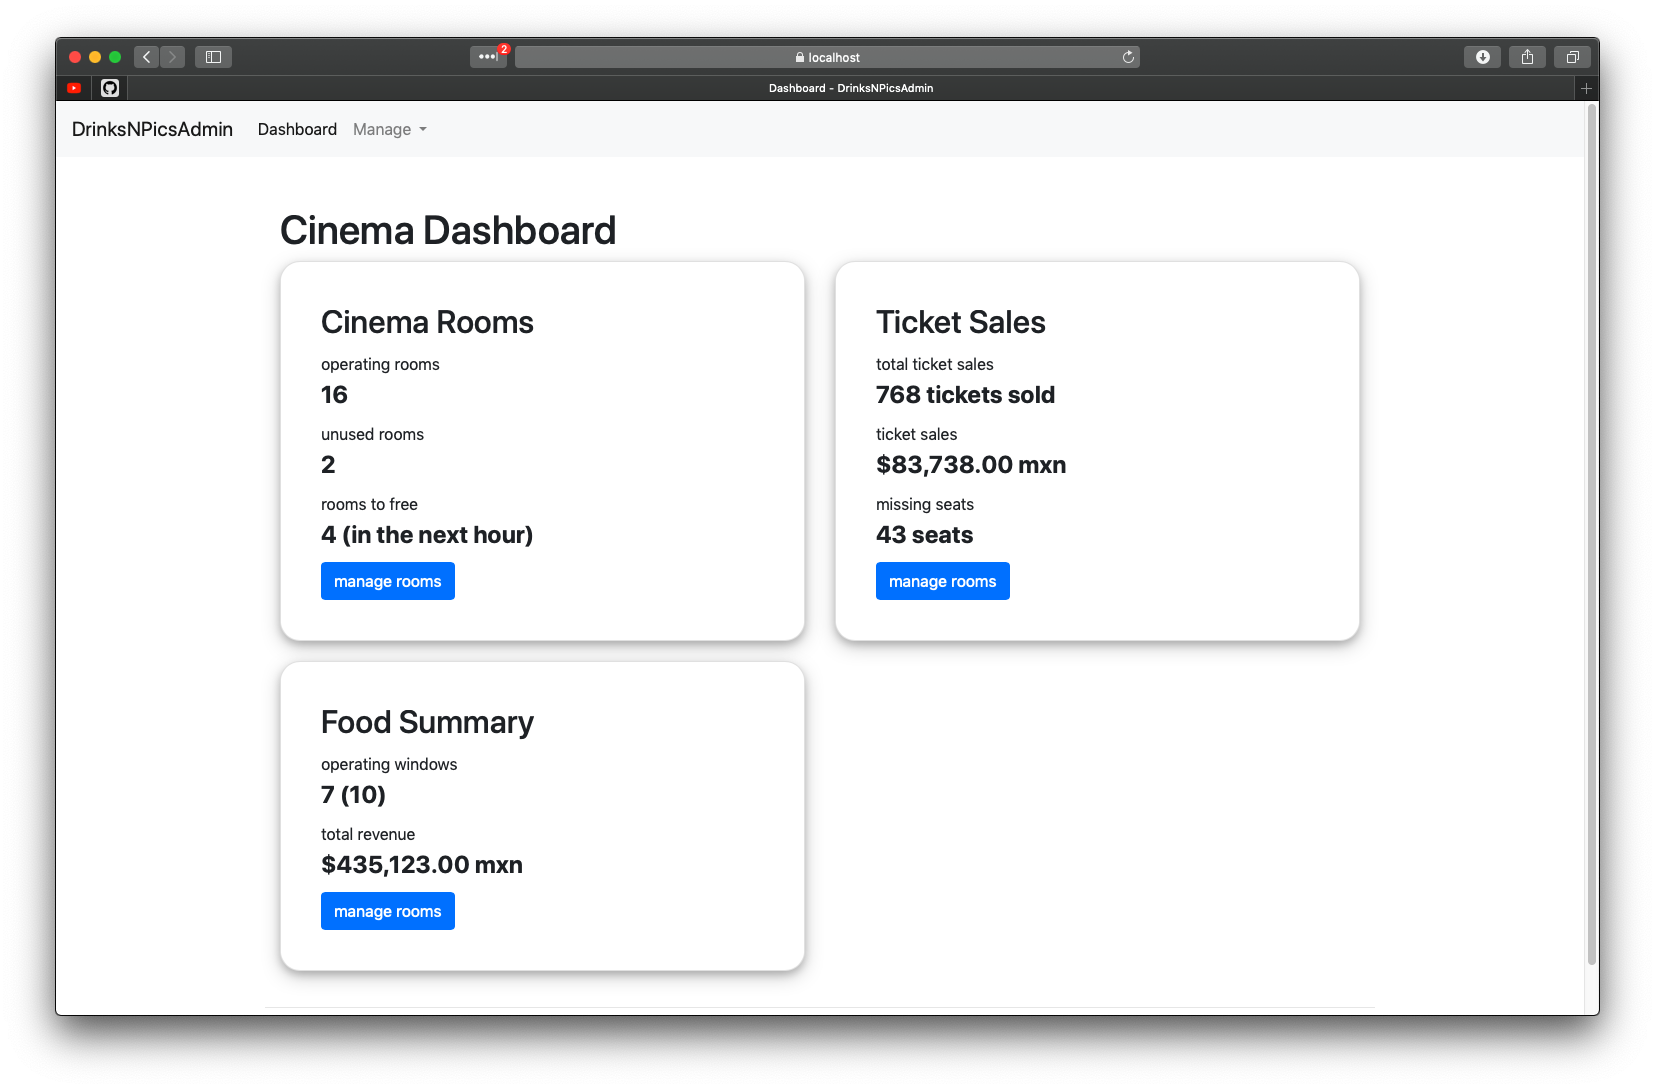 2
localhost
Dashboard - DrinksNPicsAdmin
DrinksNPicsAdmin Dashboard Manage
Cinema Dashboard
Cinema Rooms
operating rooms
16
unused rooms
2
rooms to free
4 (in the next hour)
manage rooms
Ticket Sales
total ticket sales
768 tickets sold
ticket sales
$83,738.00 mxn
missing seats
43 seats
manage rooms
Food Summary
operating windows
7 (10)
total revenue
$435,123.00 mxn
manage rooms